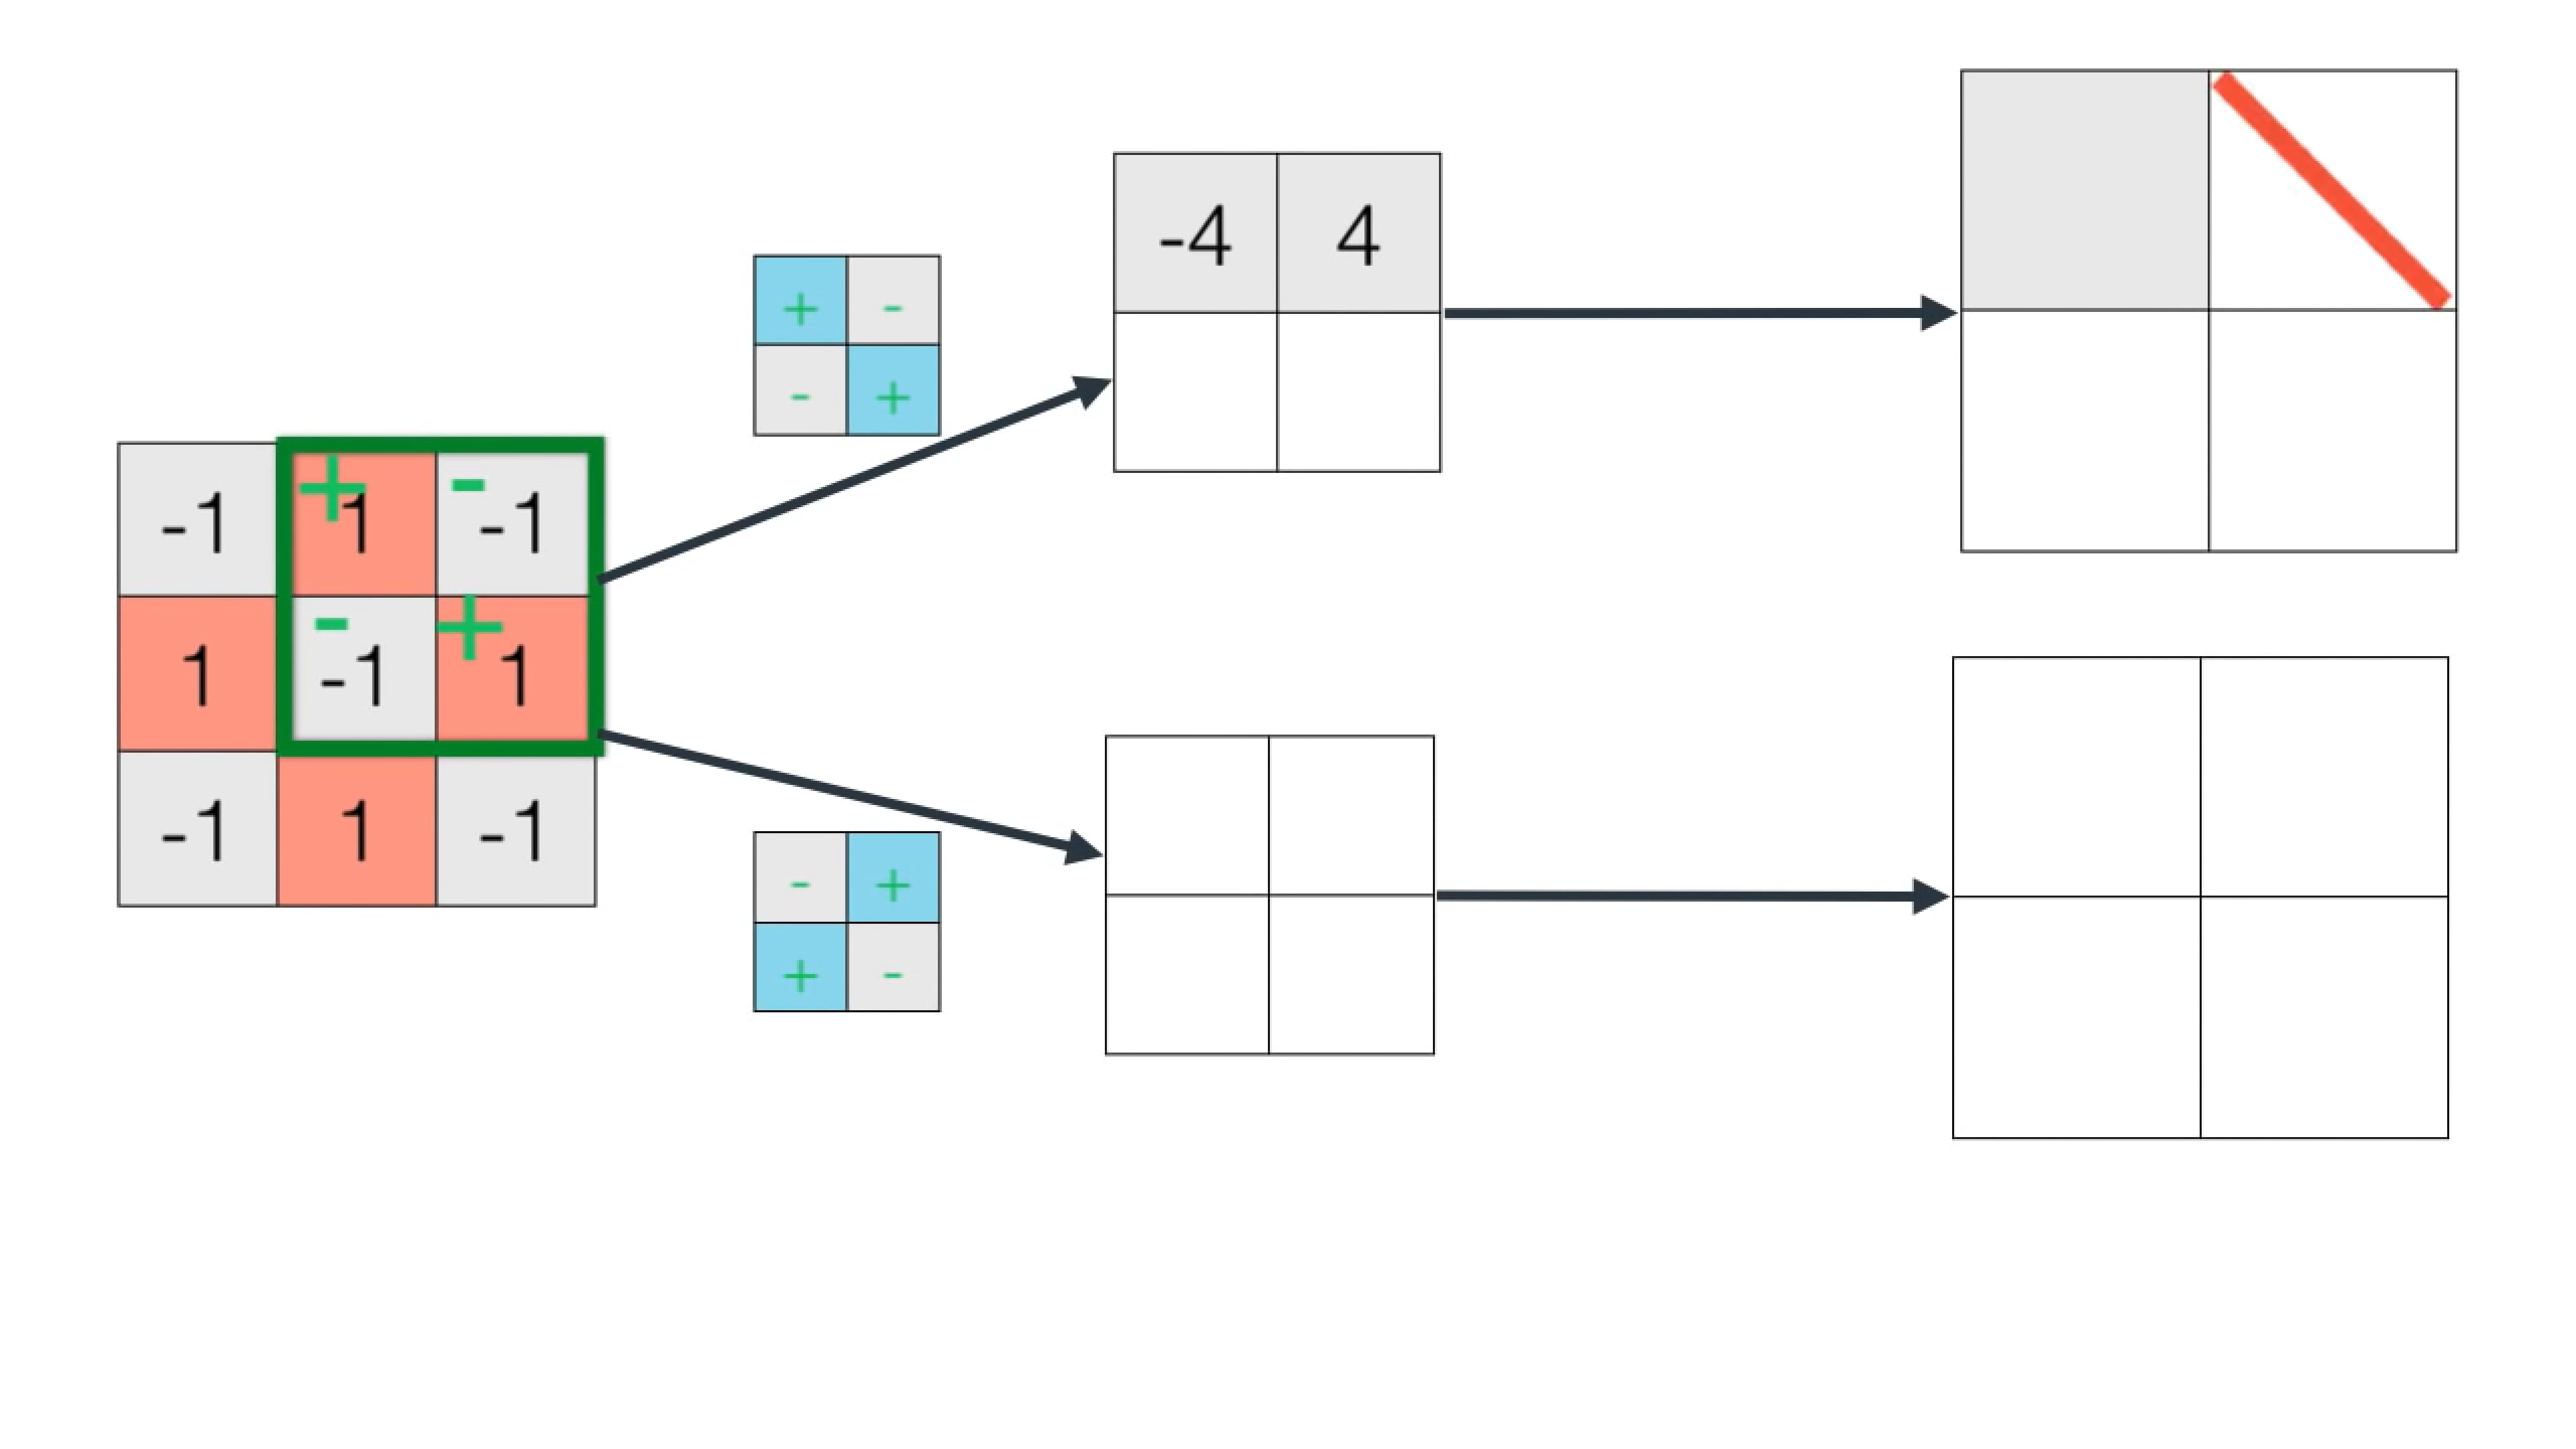 + -
- +
-4 4
-1 + 1 - -1
1 - -1 + 1
-1 1 -1
- +
+ -